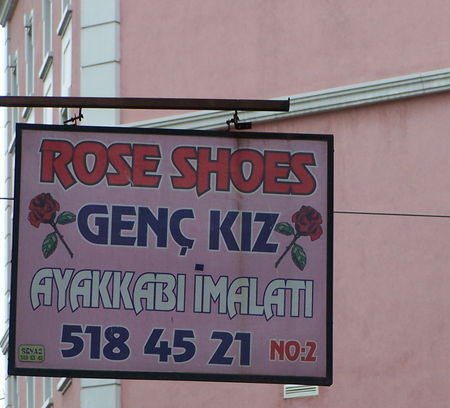 ROSE SHOES
GENÇ KIZ
AYAKKABI İMALATI
518 45 21 NO:2